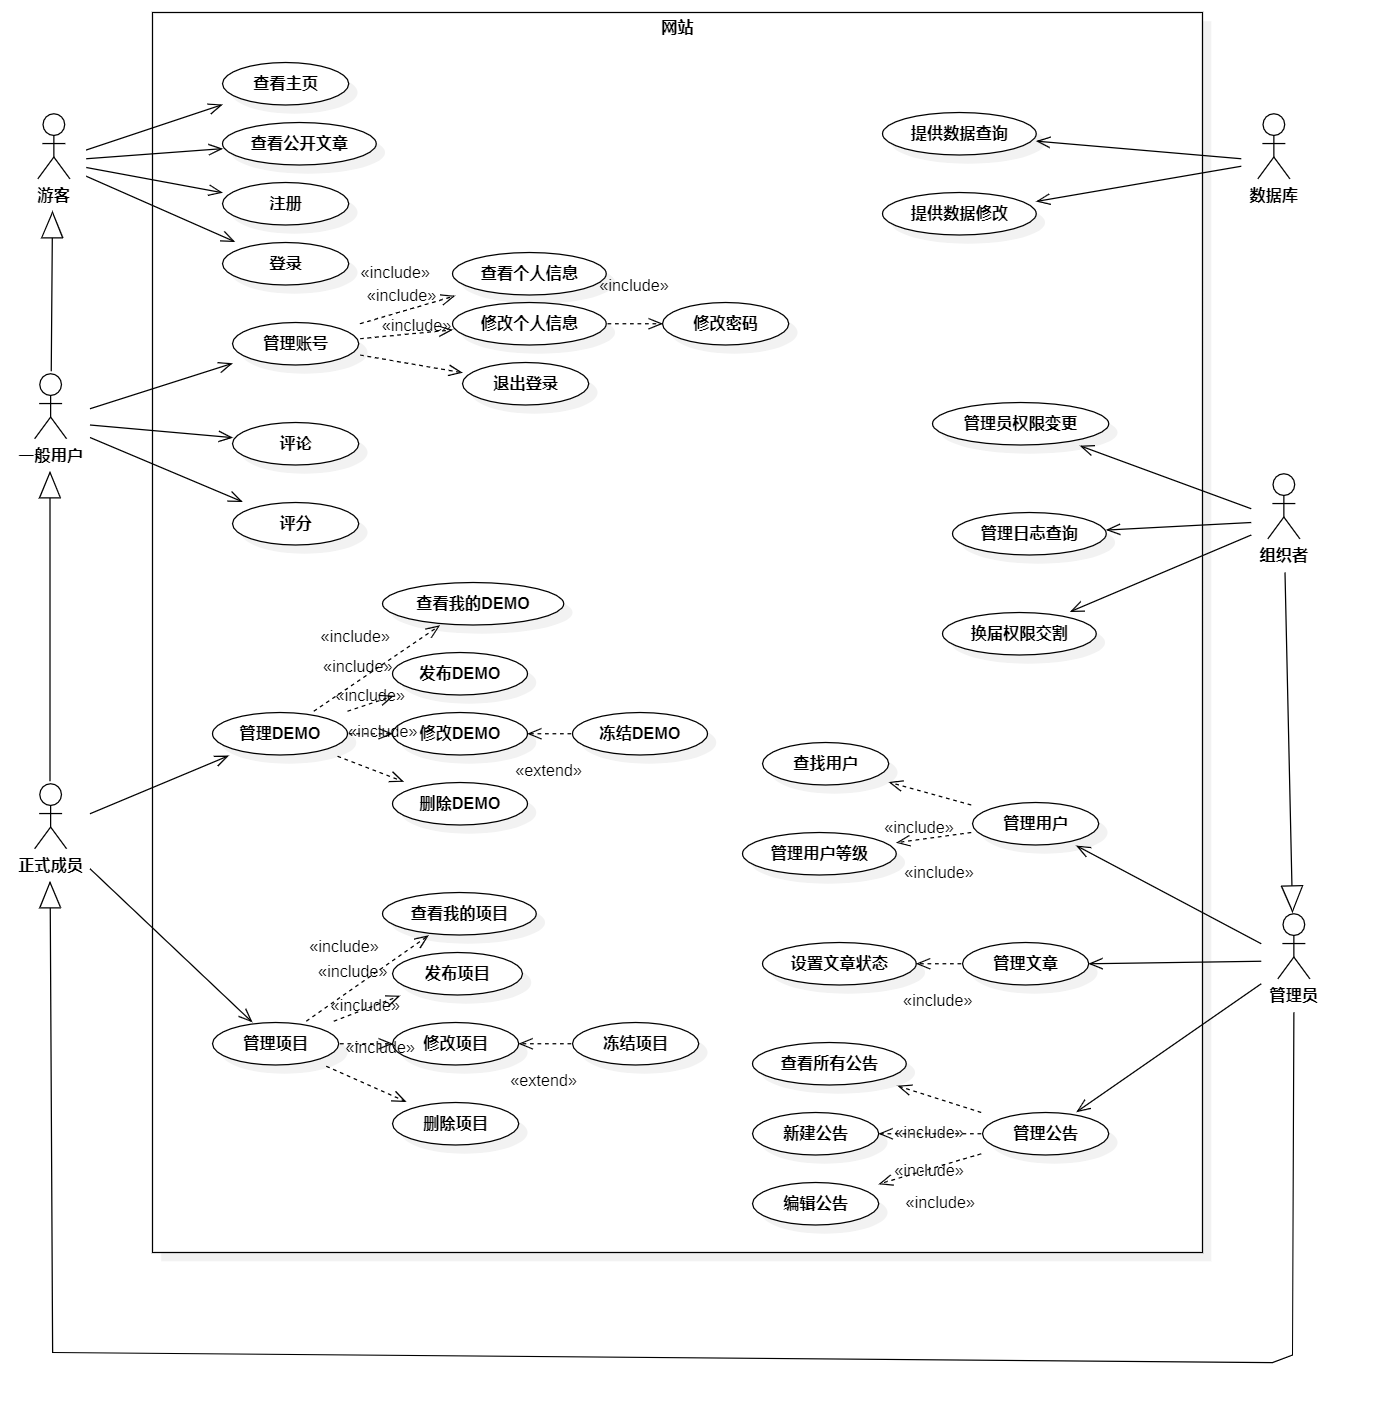 网站
查看主页
查看公开文章
注册
登录
游客
«include»
查看个人信息
«include»
«include»
«include»
管理账号
修改个人信息
修改密码
退出登录
一般用户
评论
评分
提供数据查询
提供数据修改
数据库
管理员权限变更
管理日志查询
换届权限交割
组织者
查看我的DEMO
«include»
«include»
发布DEMO
«include»
管理DEMO
«include»
修改DEMO
冻结DEMO
«extend»
删除DEMO
正式成员
查找用户
«include»
管理用户
管理用户等级
«include»
查看我的项目
«include»
«include»
发布项目
«include»
管理项目
«include»
修改项目
冻结项目
«extend»
删除项目
设置文章状态
管理文章
«include»
管理员
查看所有公告
新建公告
«include»
管理公告
«include»
编辑公告
«include»